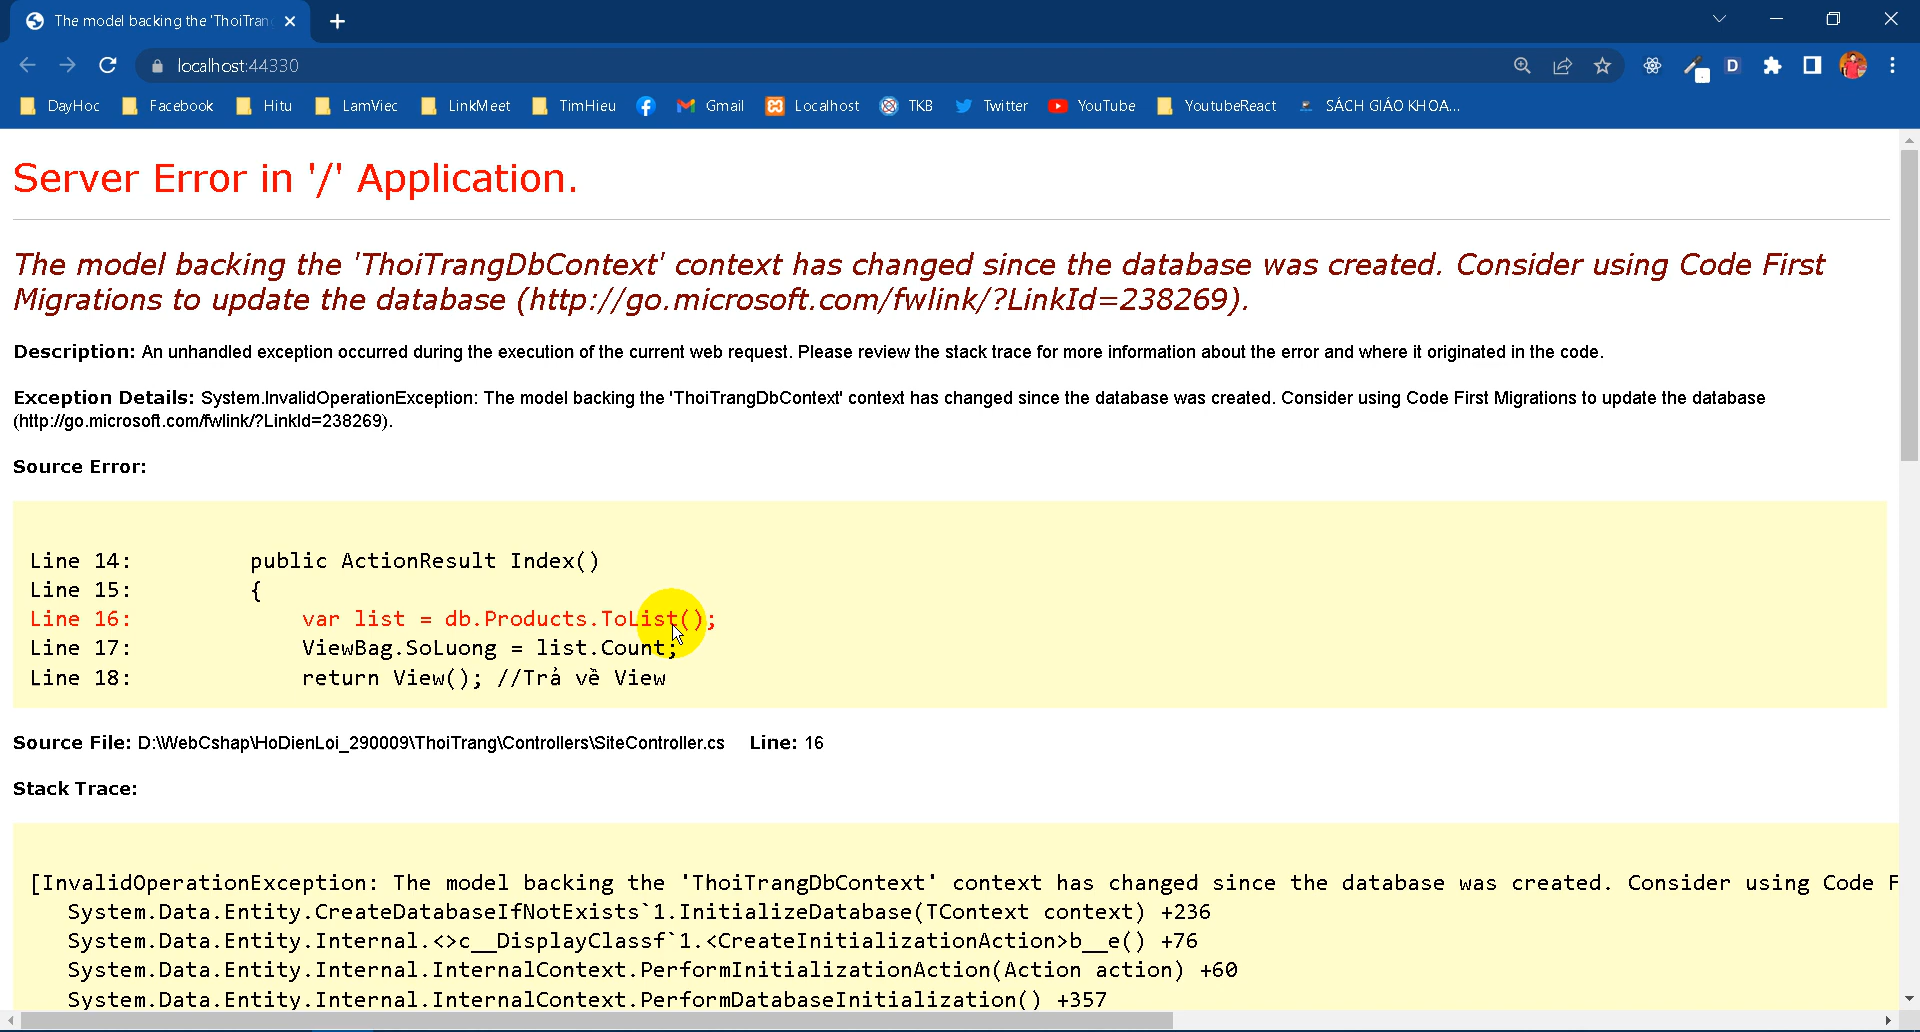 The model backing the 'ThoiTran
localhost:44330
DayHoc Facebook Hitu LamViec LinkMeet TimHieu Gmail Localhost TKB Twitter YouTube YoutubeReact SÁCH GIÁO KHOA...
Server Error in '/' Application.
The model backing the 'ThoiTrangDbContext' context has changed since the database was created. Consider using Code First
Migrations to update the database (http://go.microsoft.com/fwlink/?LinkId=238269).
Description: An unhandled exception occurred during the execution of the current web request. Please review the stack trace for more information about the error and where it originated in the code.
Exception Details: System.InvalidOperationException: The model backing the 'ThoiTrangDbContext' context has changed since the database was created. Consider using Code First Migrations to update the database
(http://go.microsoft.com/fwlink/?LinkId=238269).
Source Error:
Line 14:         public ActionResult Index()
Line 15:         {
Line 16:             var list = db.Products.ToList();
Line 17:             ViewBag.SoLuong = list.Count;
Line 18:             return View(); //Trả về View
Source File: D:\WebCshap\HoDienLoi_290009\ThoiTrang\Controllers\SiteController.cs    Line: 16
Stack Trace:
[InvalidOperationException: The model backing the 'ThoiTrangDbContext' context has changed since the database was created. Consider using Code F
System.Data.Entity.CreateDatabaseIfNotExists`1.InitializeDatabase(TContext context) +236
System.Data.Entity.Internal.<>c__DisplayClassf`1.<CreateInitializationAction>b__e() +76
System.Data.Entity.Internal.InternalContext.PerformInitializationAction(Action action) +60
System.Data.Entity.Internal.InternalContext.PerformDatabaseInitialization() +357